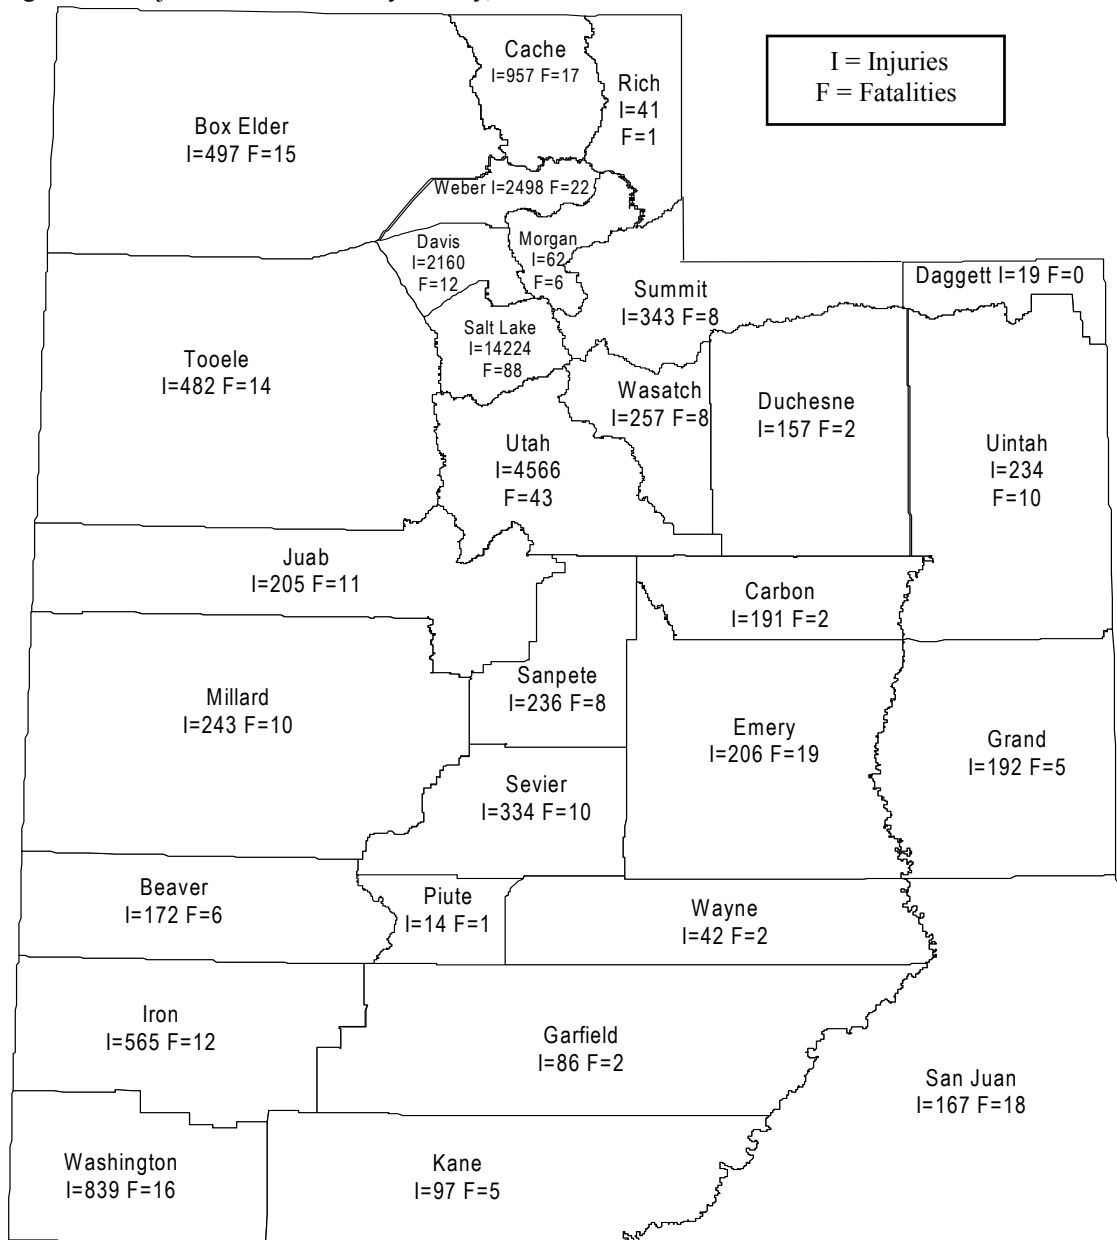 Cache
I=957 F=17
Rich
I=41
F=1
I = Injuries
F = Fatalities
Box Elder
I=497 F=15
Weber I=2498 F=22
Davis
I=2160
F=12
Morgan
I=62
F=6
Daggett I=19 F=0
Summit
I=343 F=8
Salt Lake
I=14224
F=88
Tooele
I=482 F=14
Wasatch
I=257 F=8
Duchesne
I=157 F=2
Utah
I=4566
F=43
Uintah
I=234
F=10
Juab
I=205 F=11
Carbon
I=191 F=2
Sanpete
I=236 F=8
Millard
I=243 F=10
Emery
I=206 F=19
Grand
I=192 F=5
Sevier
I=334 F=10
Beaver
I=172 F=6
Piute
I=14 F=1
Wayne
I=42 F=2
Iron
I=565 F=12
Garfield
I=86 F=2
San Juan
I=167 F=18
Washington
I=839 F=16
Kane
I=97 F=5